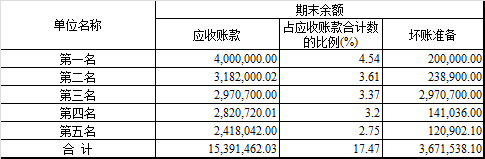 单位名称 期末余额
应收账款 占应收账款合计数的比例(%) 坏账准备
第一名 4,000,000.00 4.54 200,000.00
第二名 3,182,000.02 3.61 238,900.00
第三名 2,970,700.00 3.37 2,970,700.00
第四名 2,820,720.01 3.2 141,036.00
第五名 2,418,042.00 2.75 120,902.10
合 计 15,391,462.03 17.47 3,671,538.10